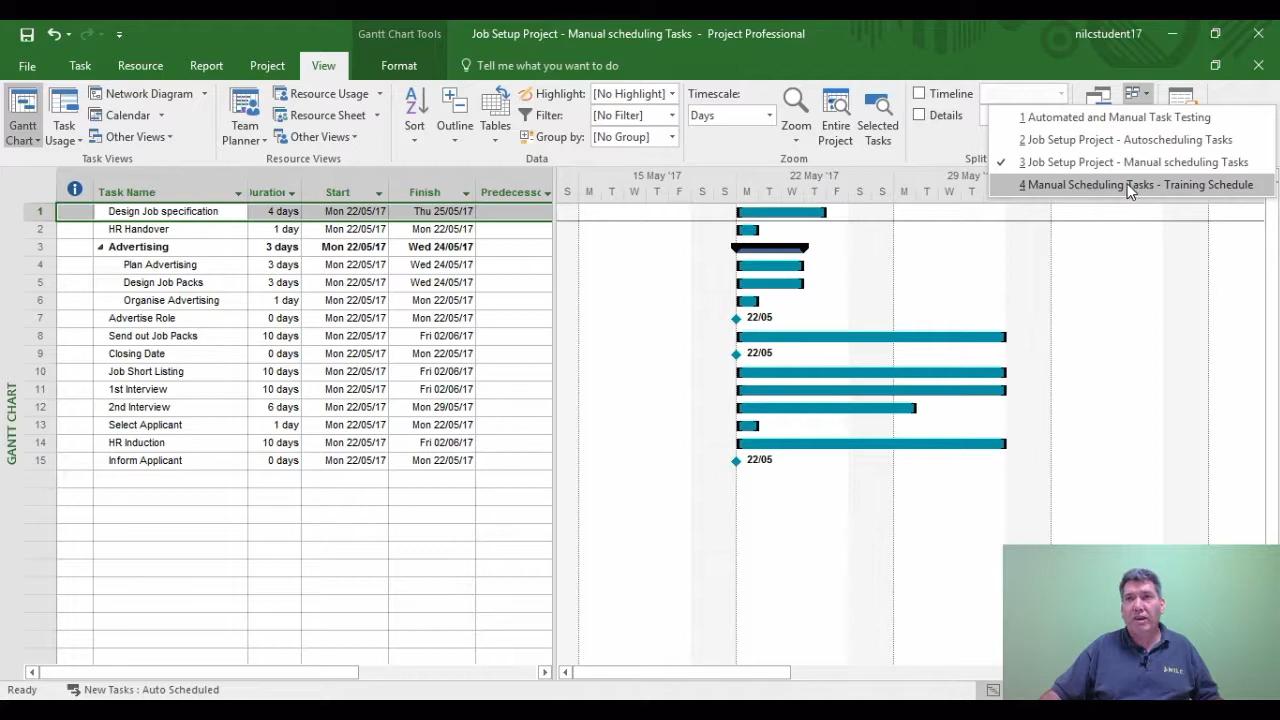 Gantt Chart Tools
Job Setup Project - Manual scheduling Tasks - Project Professional
nilcstudent17
File Task Resource Report Project View Format Tell me what you want to do
Gantt Chart
Task Usage
Network Diagram
Calendar
Other Views
Task Views
Team Planner
Resource Usage
Resource Sheet
Other Views
Resource Views
Sort
Outline
Tables
Highlight: [No Highlight]
Filter: [No Filter]
Group by: [No Group]
Data
Timescale:
Days
Zoom
Entire Project
Selected Tasks
Zoom
Timeline
Details
Split
1 Automated and Manual Task Testing
2 Job Setup Project - Autoscheduling Tasks
3 Job Setup Project - Manual scheduling Tasks
4 Manual Scheduling Tasks - Training Schedule
15 May '17 22 May '17 29 May '17
Task Name Duration Start Finish Predecesso
S M T W T F S S M T W T F S S M T W T
1 Design Job specification 4 days Mon 22/05/17 Thu 25/05/17
2 HR Handover 1 day Mon 22/05/17 Mon 22/05/17
3 Advertising 3 days Mon 22/05/17 Wed 24/05/17
4 Plan Advertising 3 days Mon 22/05/17 Wed 24/05/17
5 Design Job Packs 3 days Mon 22/05/17 Wed 24/05/17
6 Organise Advertising 1 day Mon 22/05/17 Mon 22/05/17
7 Advertise Role 0 days Mon 22/05/17 Mon 22/05/17 22/05
8 Send out Job Packs 10 days Mon 22/05/17 Fri 02/06/17
9 Closing Date 0 days Mon 22/05/17 Mon 22/05/17 22/05
10 Job Short Listing 10 days Mon 22/05/17 Fri 02/06/17
11 1st Interview 10 days Mon 22/05/17 Fri 02/06/17
12 2nd Interview 6 days Mon 22/05/17 Mon 29/05/17
13 Select Applicant 1 day Mon 22/05/17 Mon 22/05/17
14 HR Induction 10 days Mon 22/05/17 Fri 02/06/17
15 Inform Applicant 0 days Mon 22/05/17 Mon 22/05/17 22/05
GANTT CHART
Ready New Tasks : Auto Scheduled